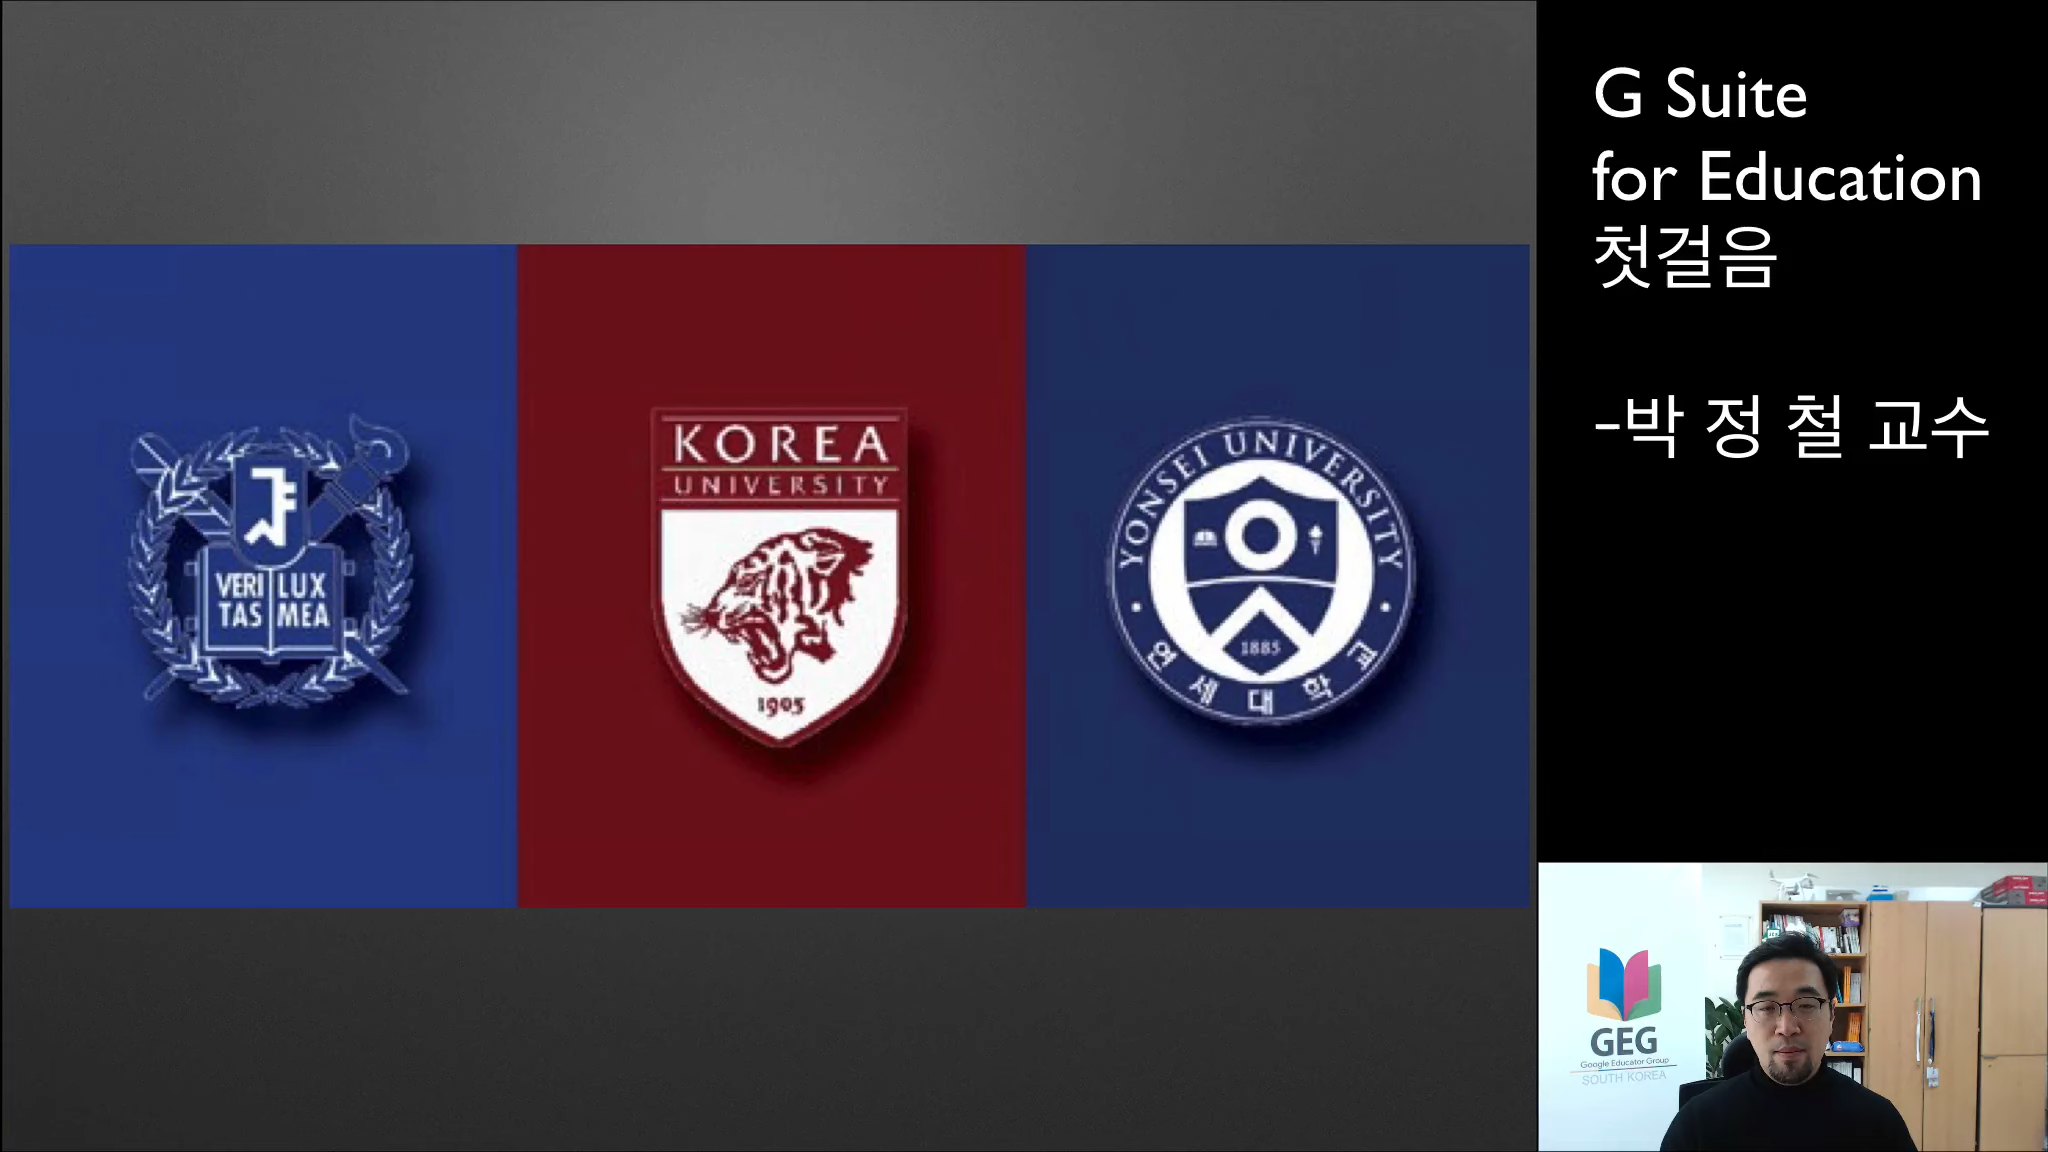 VERI LUX
TAS MEA
KOREA
UNIVERSITY
1905
YONSEI UNIVERSITY
1885
연세대학교
G Suite
for Education
첫걸음
-박 정 철 교수
GEG
Google Educator Group
SOUTH KOREA